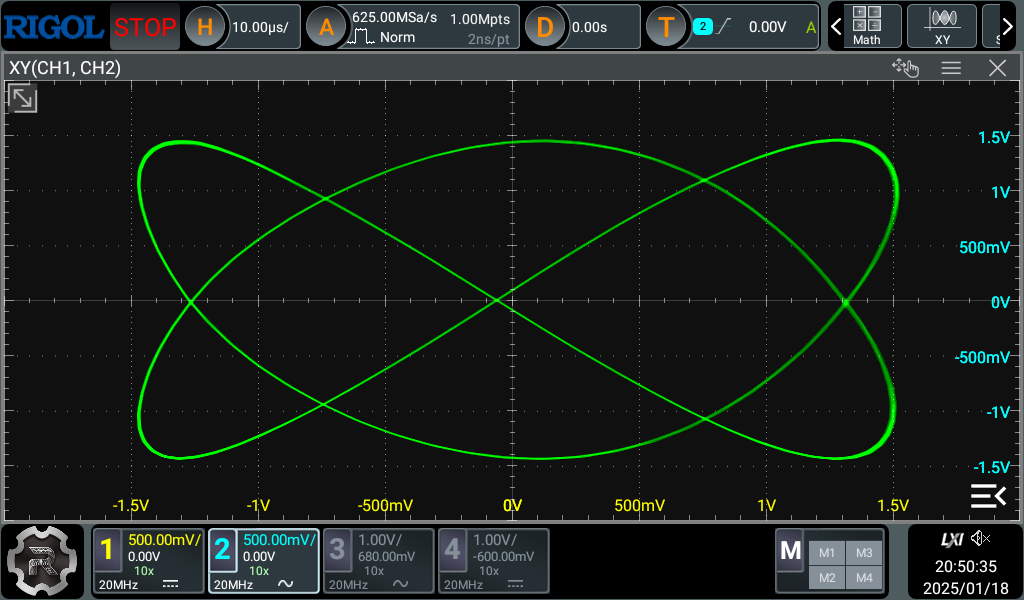 RIGOL STOP H 10.00µs/ A 625.00MSa/s 1.00Mpts D 0.00s T 2 0.00V A
Norm 2ns/pt
Math XY
XY(CH1, CH2)
1.5V
1V
500mV
0V
-500mV
-1V
-1.5V
-1.5V -1V -500mV 0V 500mV 1V 1.5V
1 500.00mV/ 0.00V 10x 20MHz
2 500.00mV/ 0.00V 10x 20MHz
3 1.00V/ 680.00mV 10x 20MHz
4 1.00V/ -600.00mV 10x 20MHz
M M1 M3
M2 M4
LXI
20:50:35
2025/01/18
R